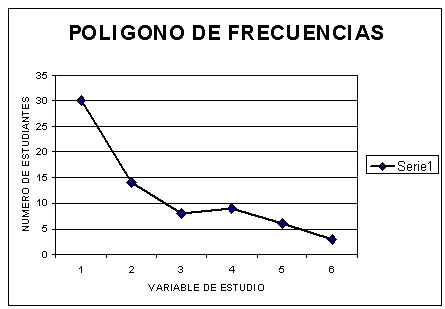 POLIGONO DE FRECUENCIAS
NUMERO DE ESTUDIANTES
35
30
25
20
15
10
5
0
1 2 3 4 5 6
VARIABLE DE ESTUDIO
Serie1